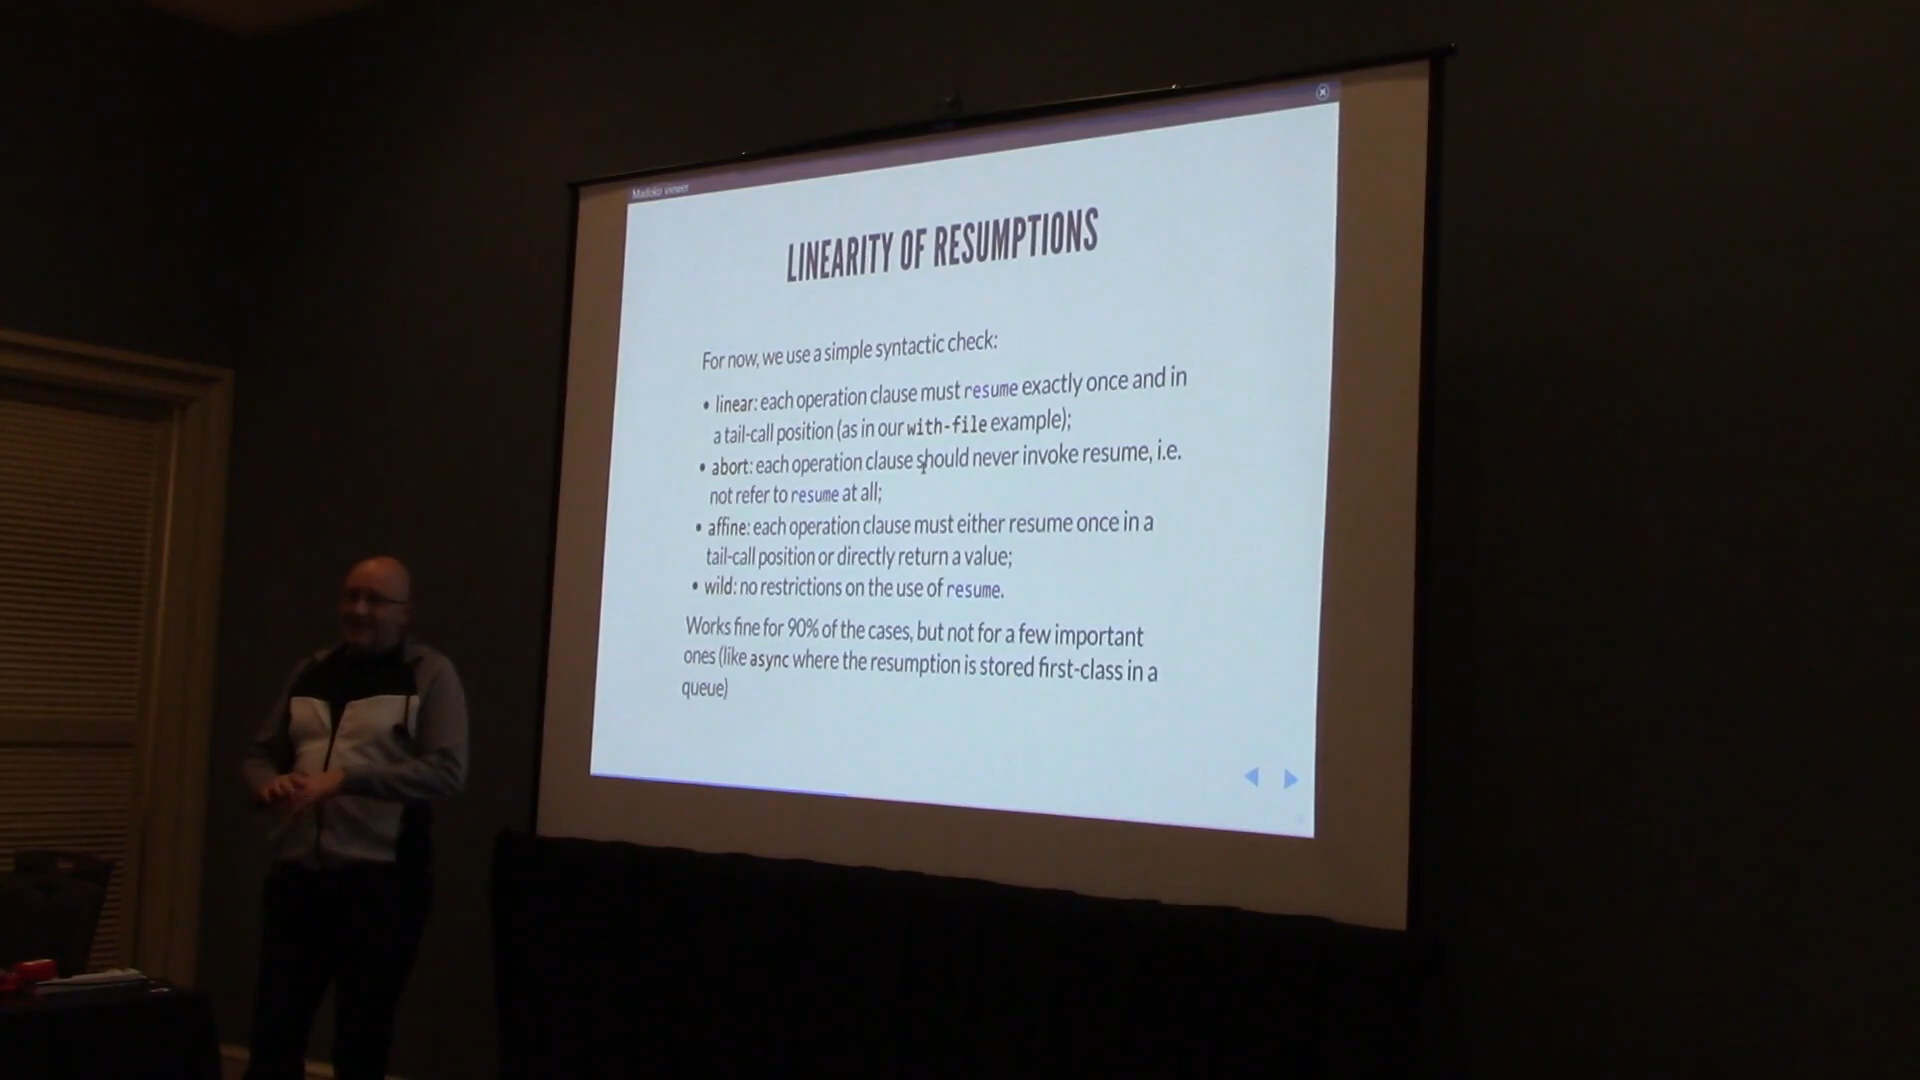 Madoko viewer
LINEARITY OF RESUMPTIONS
For now, we use a simple syntactic check:
• linear: each operation clause must resume exactly once and in
a tail-call position (as in our with-file example);
• abort: each operation clause should never invoke resume, i.e.
not refer to resume at all;
• affine: each operation clause must either resume once in a
tail-call position or directly return a value;
• wild: no restrictions on the use of resume.
Works fine for 90% of the cases, but not for a few important
ones (like async where the resumption is stored first-class in a
queue)